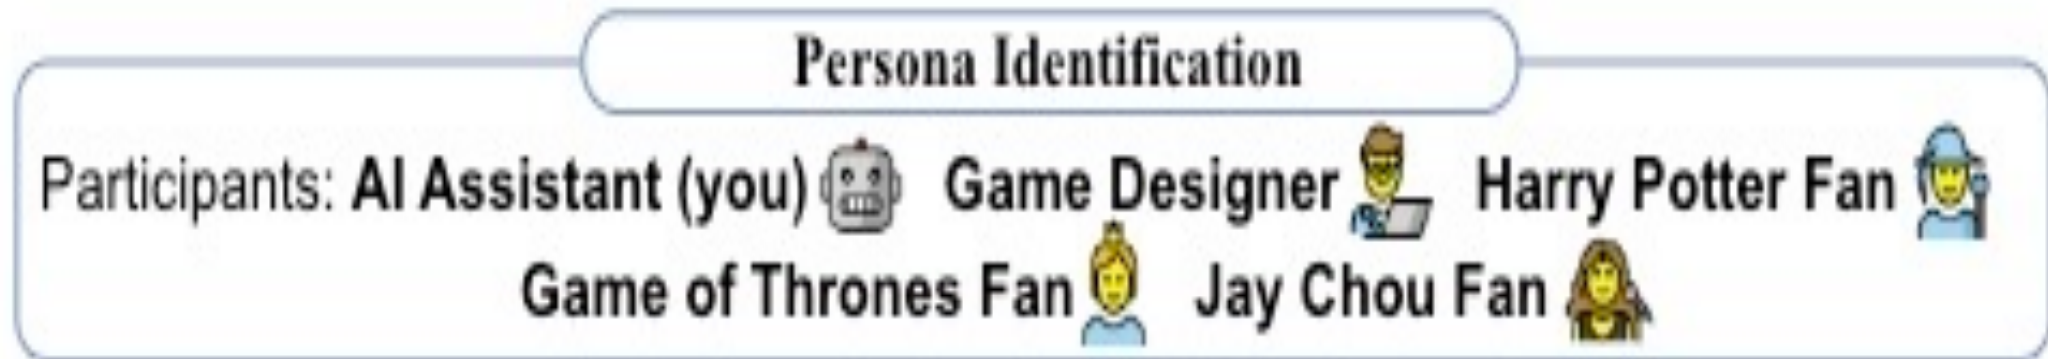 Persona Identification
Participants: AI Assistant (you) Game Designer Harry Potter Fan
Game of Thrones Fan Jay Chou Fan